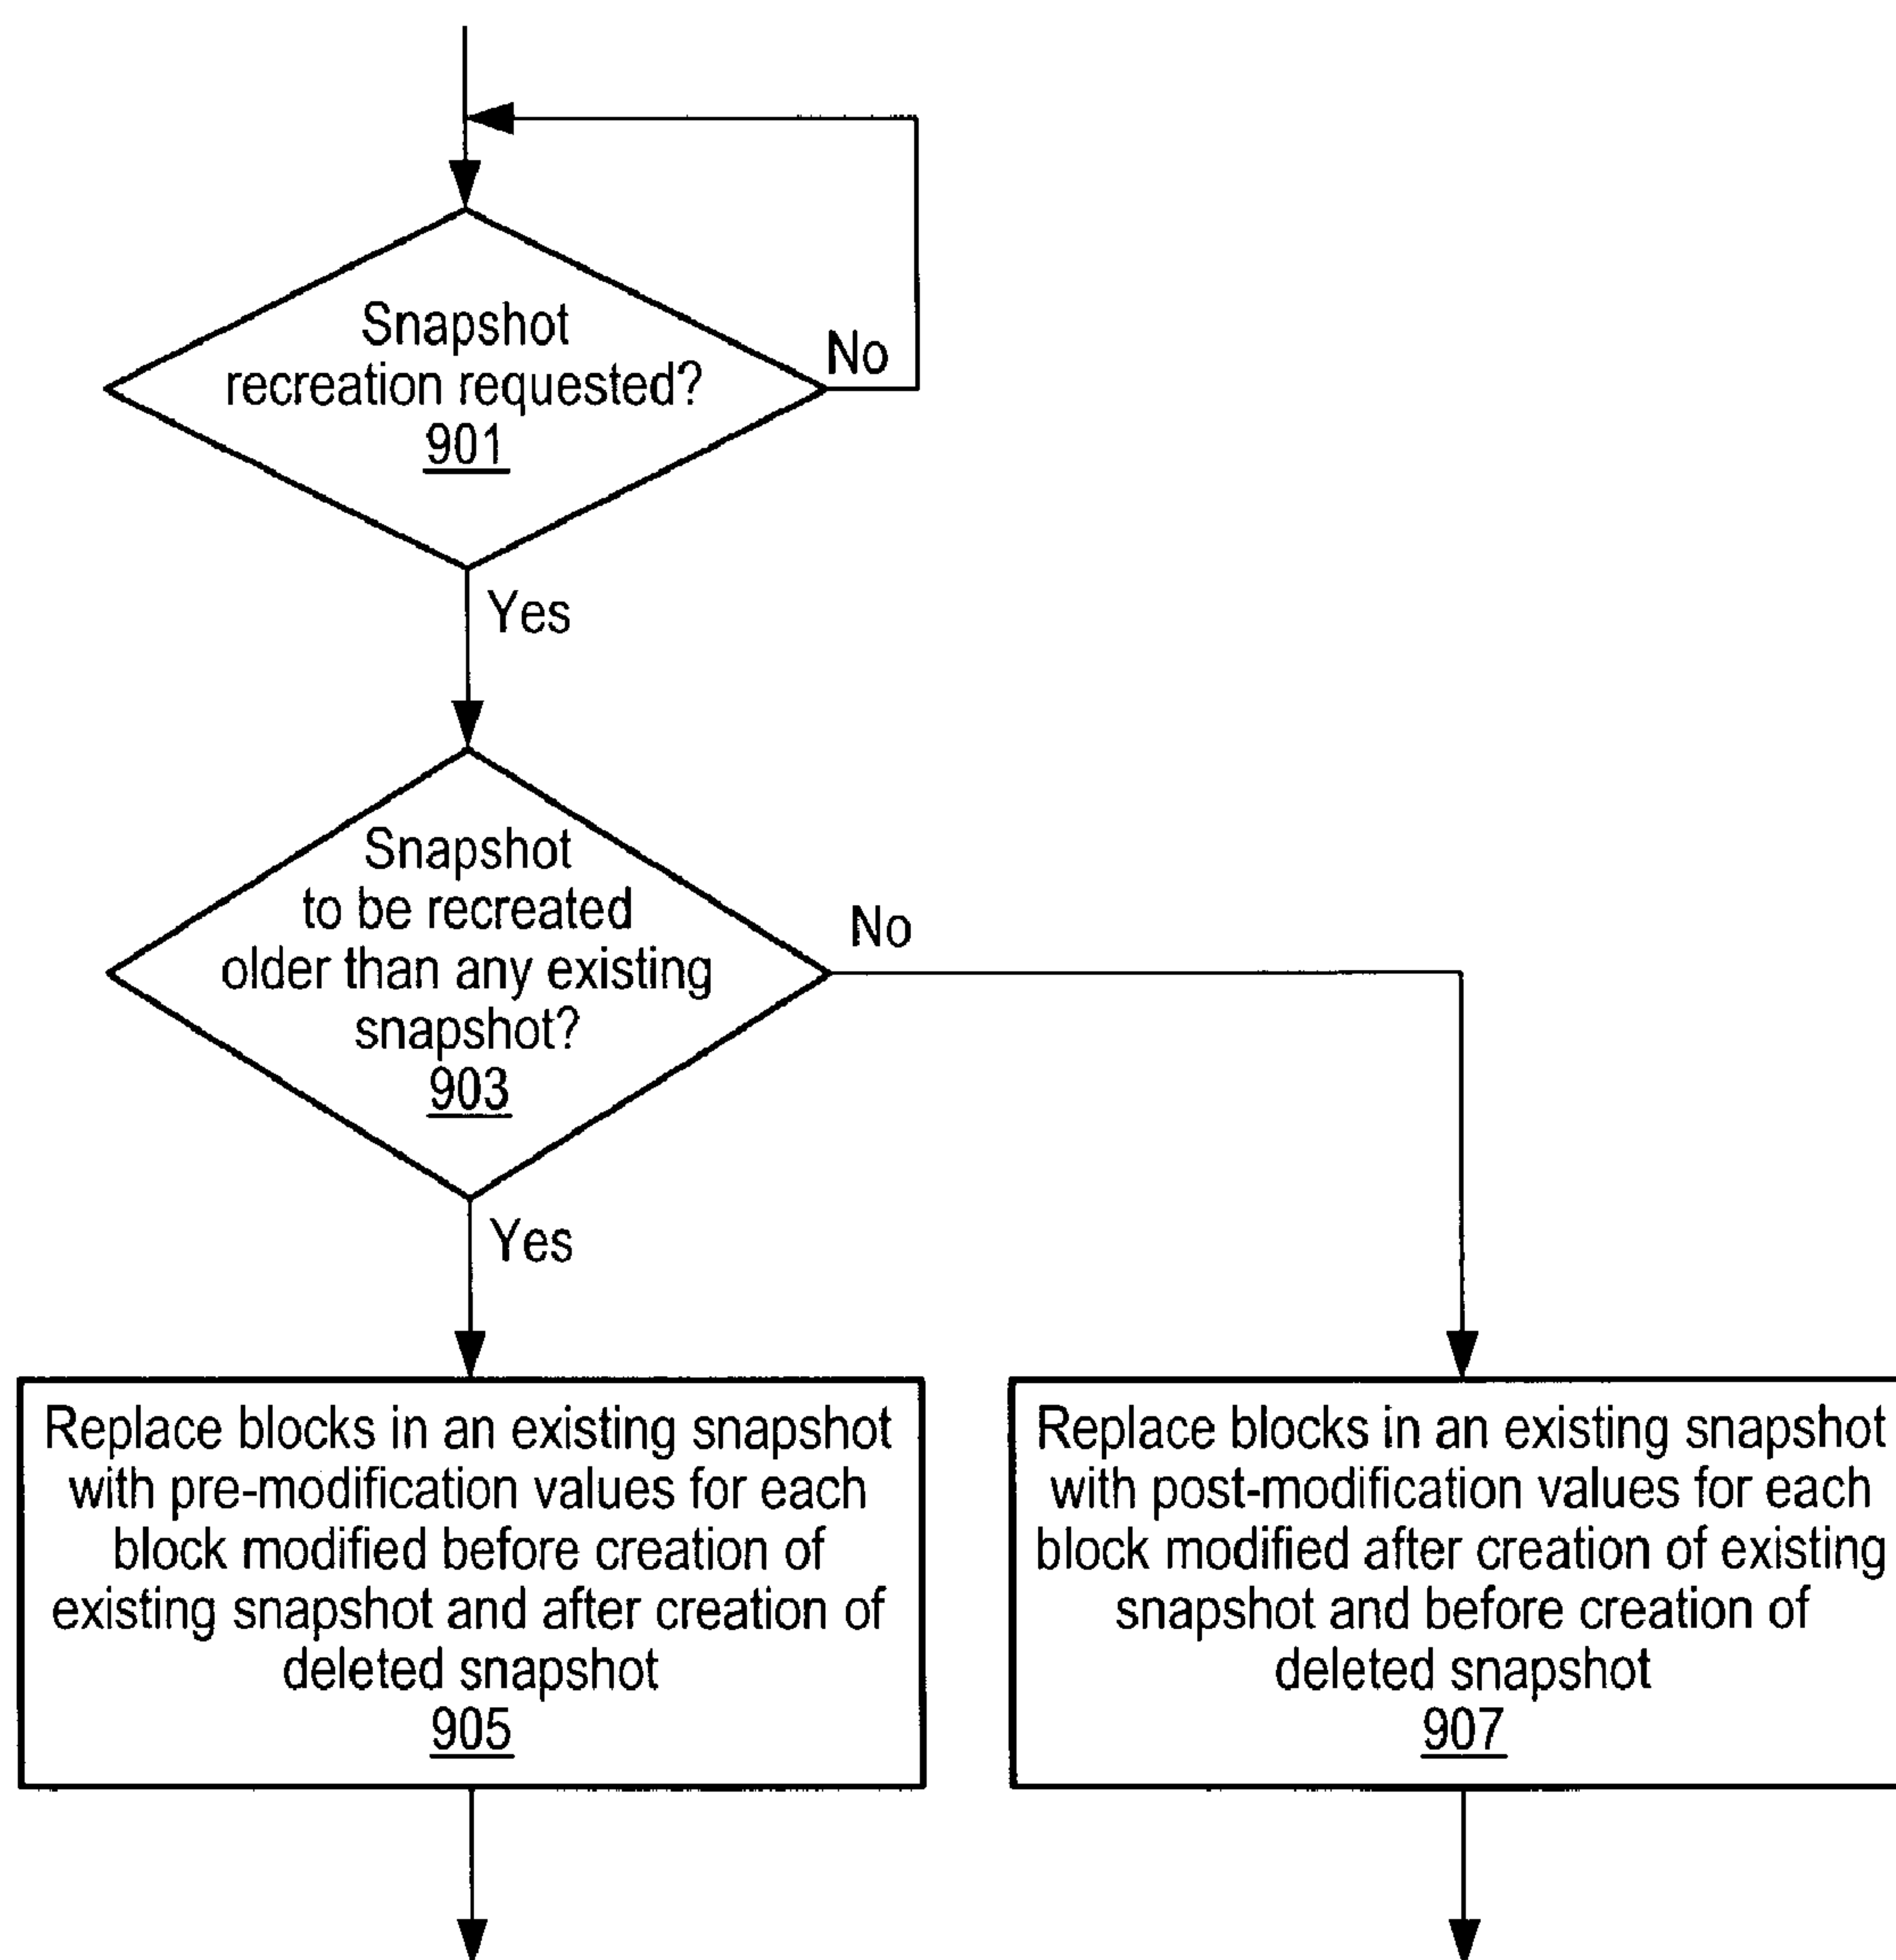 Snapshot
recreation requested?
901
No
Yes
Snapshot
to be recreated
older than any existing
snapshot?
903
No
Yes
Replace blocks in an existing snapshot
with pre-modification values for each
block modified before creation of
existing snapshot and after creation of
deleted snapshot
905
Replace blocks in an existing snapshot
with post-modification values for each
block modified after creation of existing
snapshot and before creation of
deleted snapshot
907